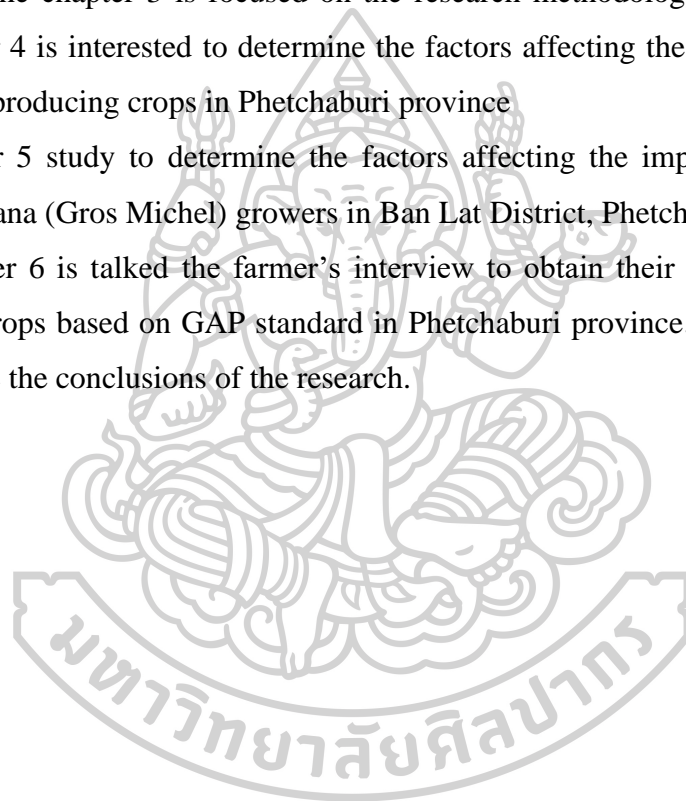 he chapter 3 is focused on the research methodolog
4 is interested to determine the factors affecting the
producing crops in Phetchaburi province
r 5 study to determine the factors affecting the imp
ana (Gros Michel) growers in Ban Lat District, Phetch
er 6 is talked the farmer's interview to obtain their
rops based on GAP standard in Phetchaburi province.
the conclusions of the research.
มหาวิทยาลัยศิลปากร